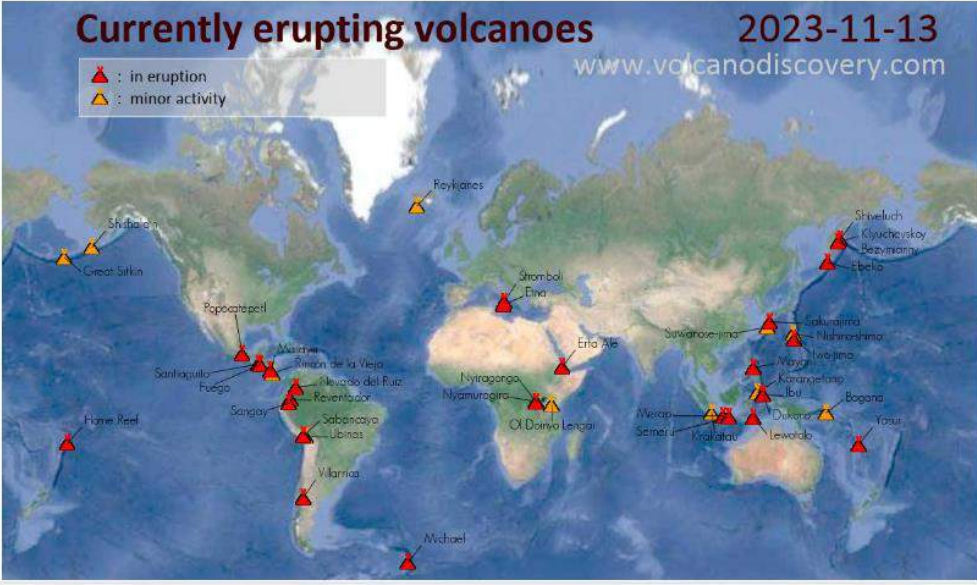 Currently erupting volcanoes
2023-11-13
www.volcanodiscovery.com
: in eruption
: minor activity
Reykjanes
Shishaldin
Great Sitkin
Shiveluch
Klyuchevskoy
Bezymianny
Ebeko
Stromboli
Etna
Popocatepetl
Masaya
Santiaguito
Rincón de la Vieja
Fuego
Nevado del Ruiz
Reventador
Sangay
Sabancaya
Ubinas
Villarrica
Home Reef
Michael
Erta Ale
Nyiragongo
Nyamuragira
Ol Doinyo Lengai
Sakurajima
Suwanose-jima
Nishino-shima
Iwo-jima
Mayon
Karangetang
Ibu
Dukono
Bagana
Merapi
Semeru
Krakatau
Lewotolo
Yasur